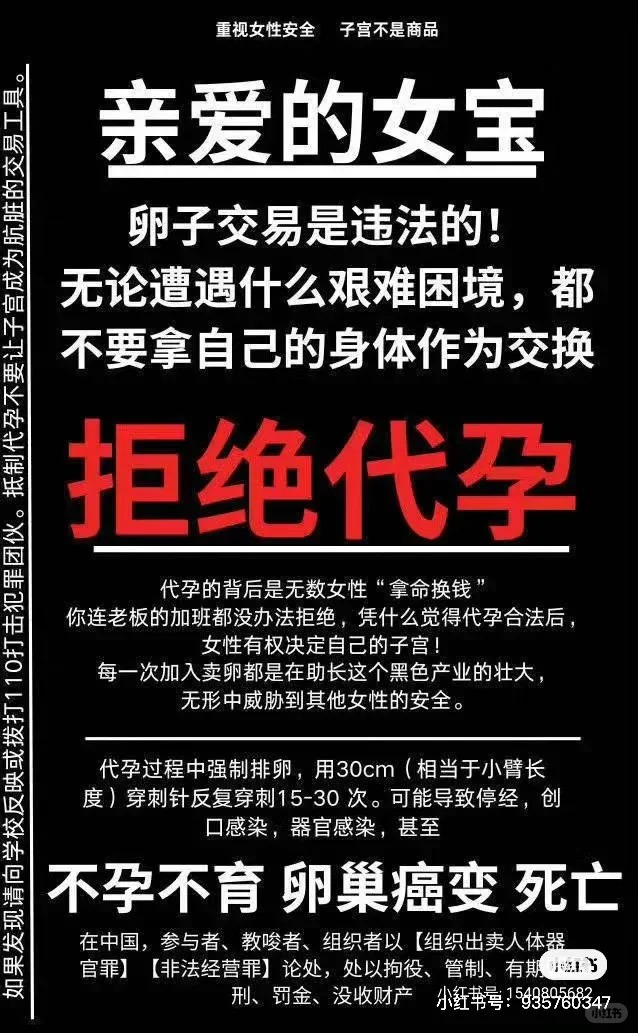 重视女性安全 子宫不是商品
亲爱的女宝
卵子交易是违法的！
无论遭遇什么艰难困境，都
不要拿自己的身体作为交换
拒绝代孕
代孕的背后是无数女性“拿命换钱”
你连老板的加班都没办法拒绝，凭什么觉得代孕合法后，
女性有权决定自己的子宫！
每一次加入卖卵都是在助长这个黑色产业的壮大，
无形中威胁到其他女性的安全。
代孕过程中强制排卵，用30cm（相当于小臂长
度）穿刺针反复穿刺15-30 次。可能导致停经，创
口感染，器官感染，甚至
不孕不育 卵巢癌变 死亡
在中国，参与者、教唆者、组织者以【组织出卖人体器
官罪】【非法经营罪】论处，处以拘役、管制、有期
刑、罚金、没收财产
如果发现请向学校反映或拨打110打击犯罪团伙。抵制代孕不要让子宫成为肮脏的交易工具。
小红书
小红书号: 1540805682
小红书号：935760347
小红书